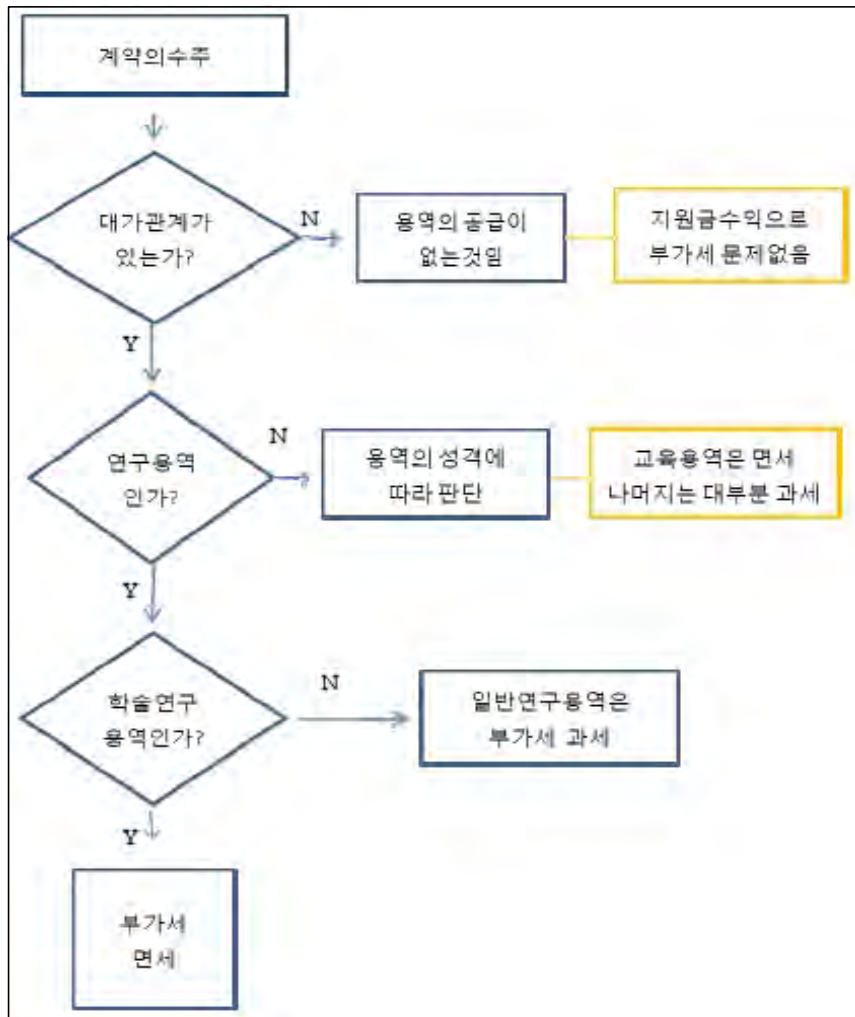 계약의수주
대가관계가
있는가?
N
용역의 공급이
없는것임
지원금수익으로
부가세 문제없음
Y
연구용역
인가?
N
용역의 성격에
따라 판단
교육용역은 면세
나머지는 대부분 과세
Y
학술연구
용역인가?
N
일반연구용역은
부가세 과세
Y
부가세
면세